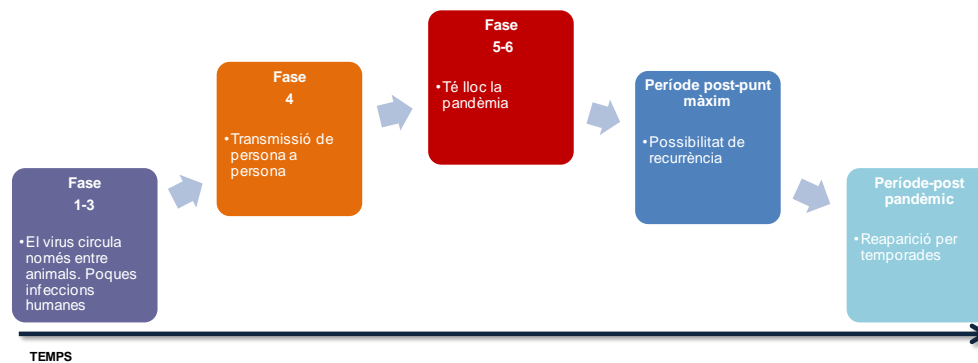 Fase
1-3
•El virus circula
només entre
animals. Poques
infeccions
humanes
Fase
4
•Transmissió de
persona a
persona
Fase
5-6
•Té lloc la
pandèmia
Període post-punt
màxim
•Possibilitat de
recurrència
Període-post
pandèmic
•Reaparició per
temporades
TEMPS